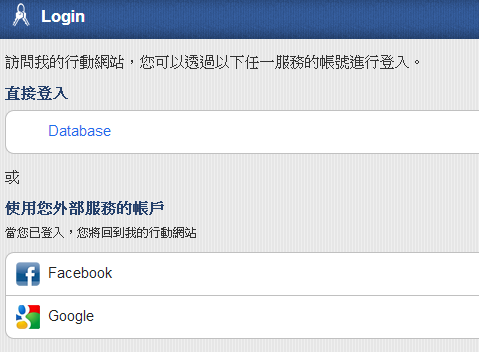 Login
訪問我的行動網站，您可以透過以下任一服務的帳號進行登入。
直接登入
Database
或
使用您外部服務的帳戶
當您已登入，您將回到我的行動網站
Facebook
Google